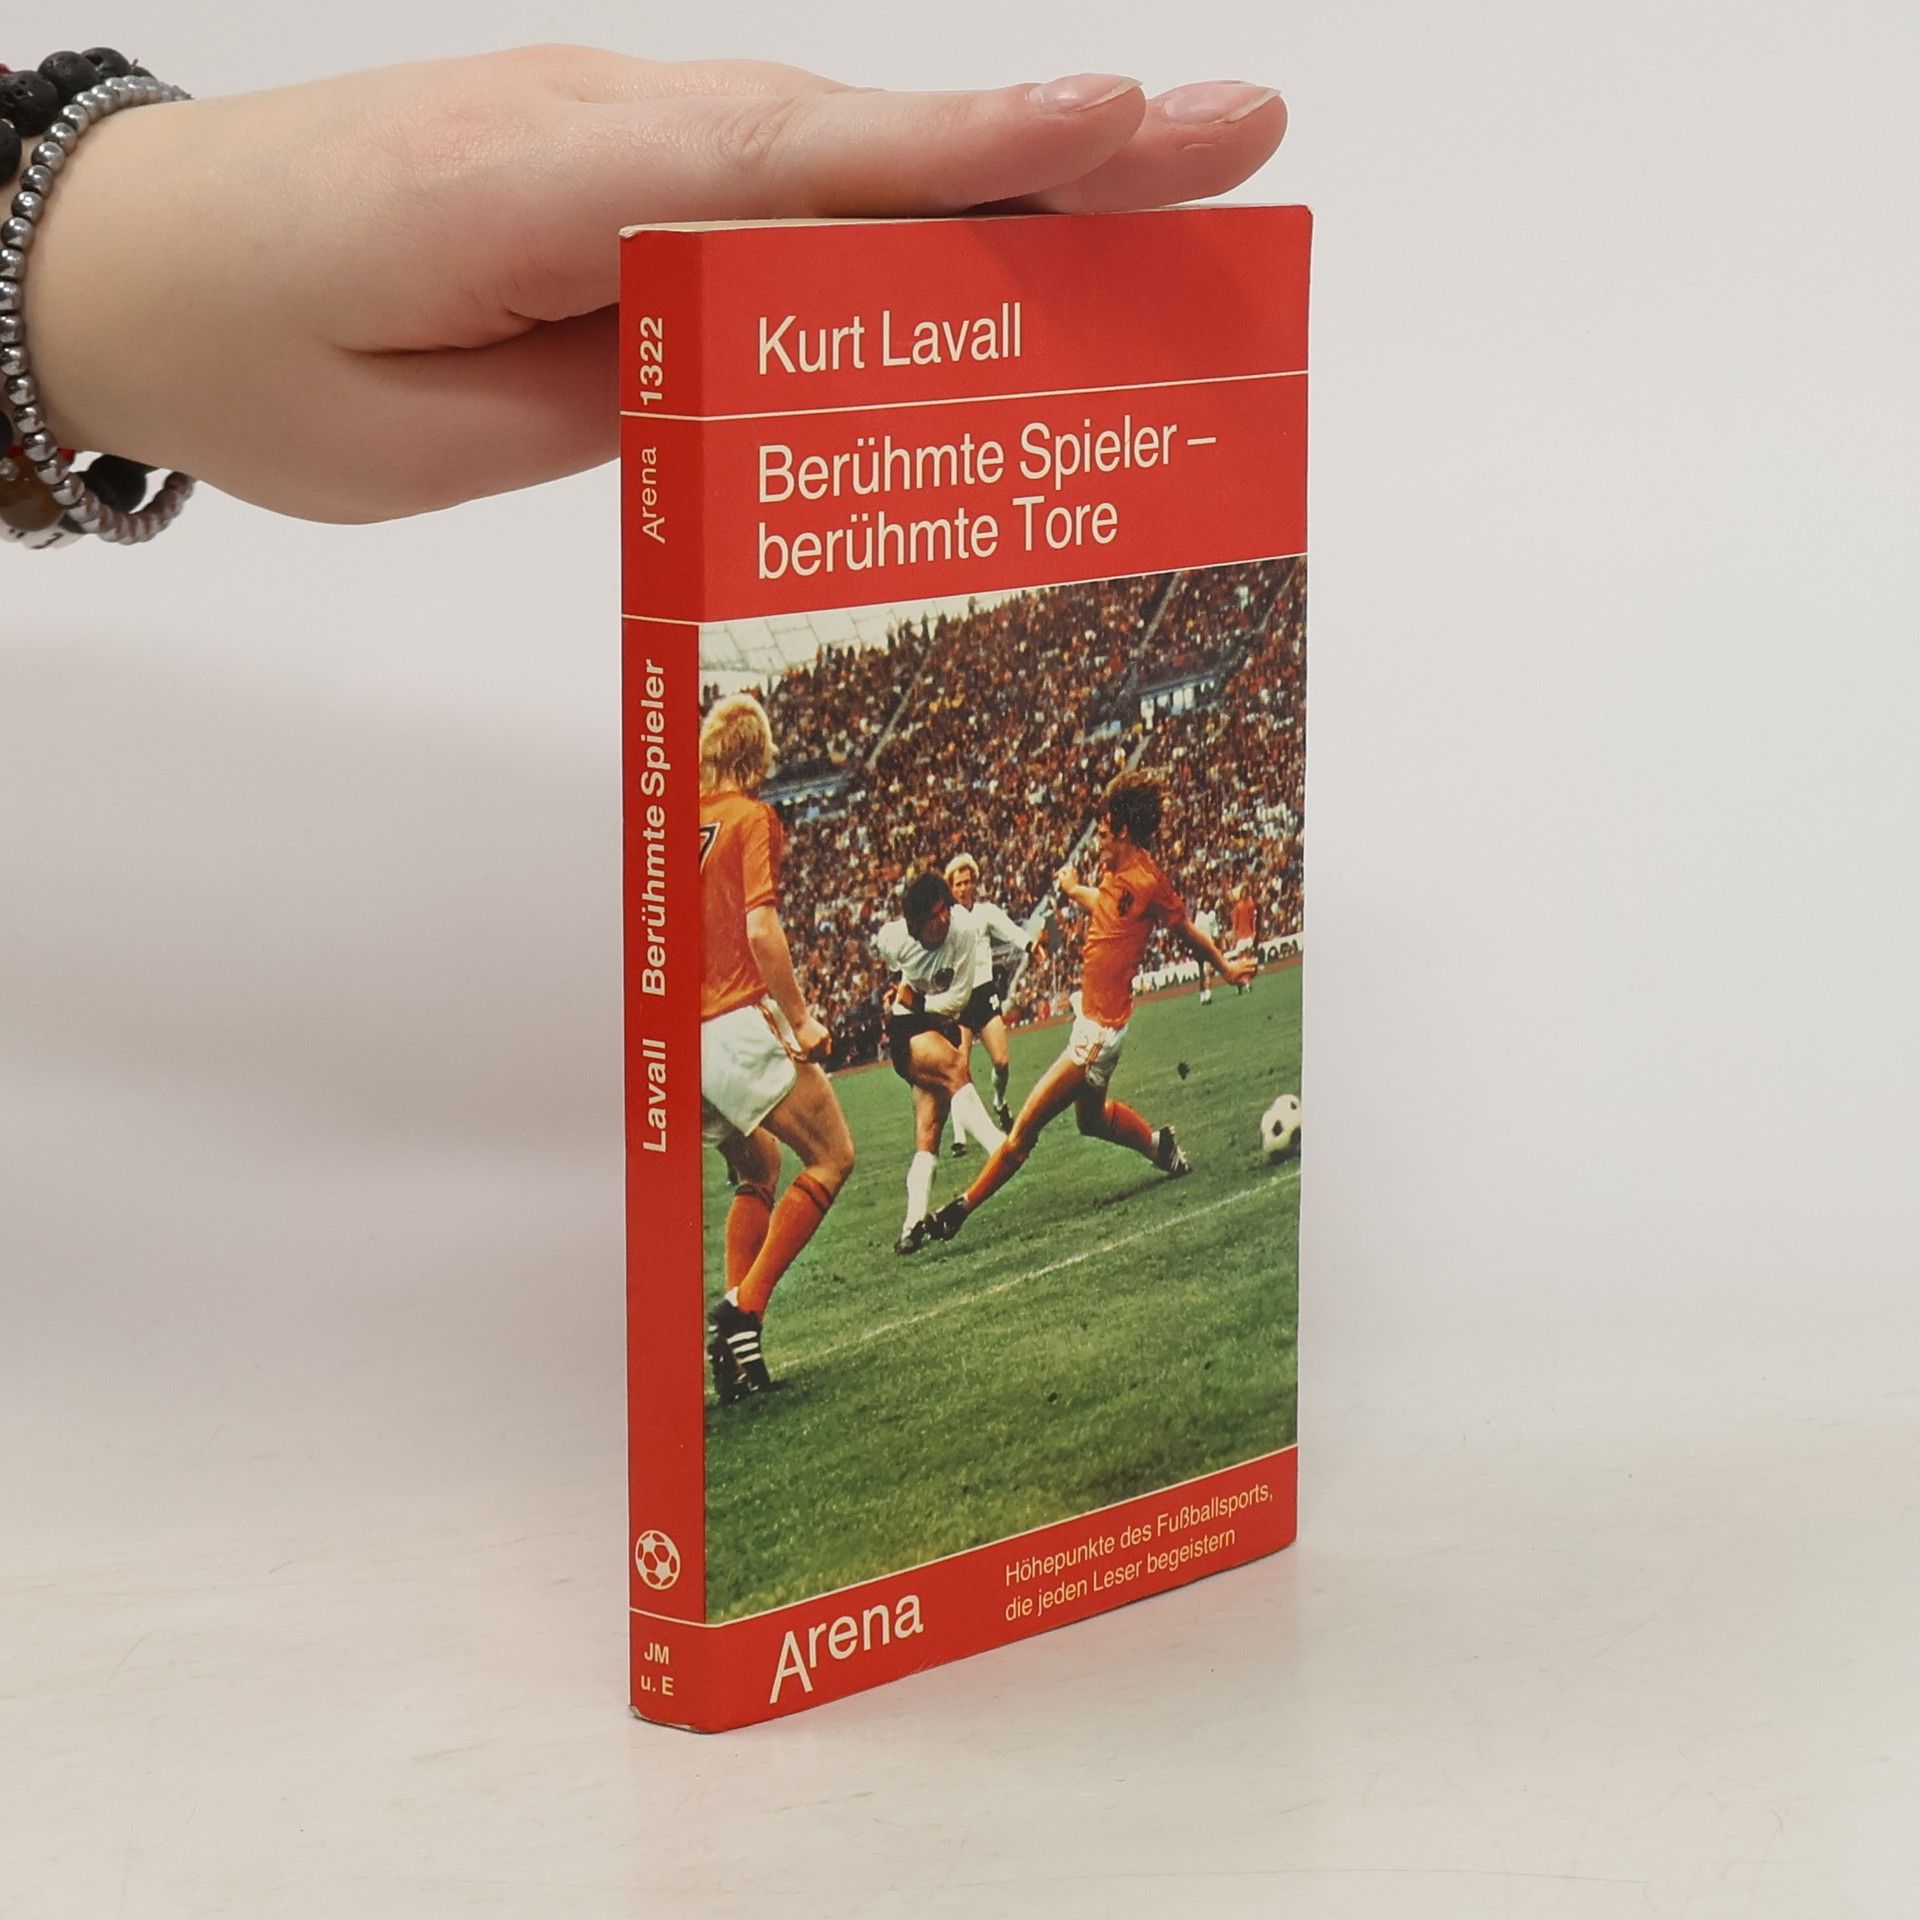 Kurt Lavall
Berühmte Spieler –
berühmte Tore
Höhepunkte des Fußballsports,
die jeden Leser begeistern
Arena
1322
Arena
Lavall Berühmte Spieler
JM
u. E